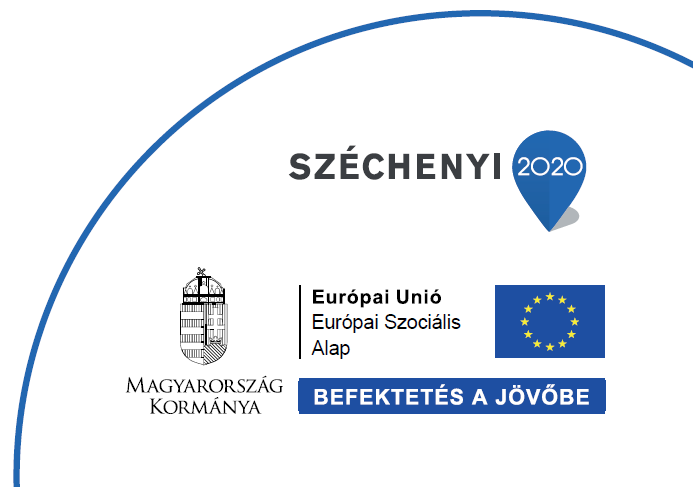 SZÉCHENYI 2020
Európai Unió
Európai Szociális
Alap
MAGYARORSZÁG
KORMÁNYA
BEFEKTETÉS A JÖVŐBE